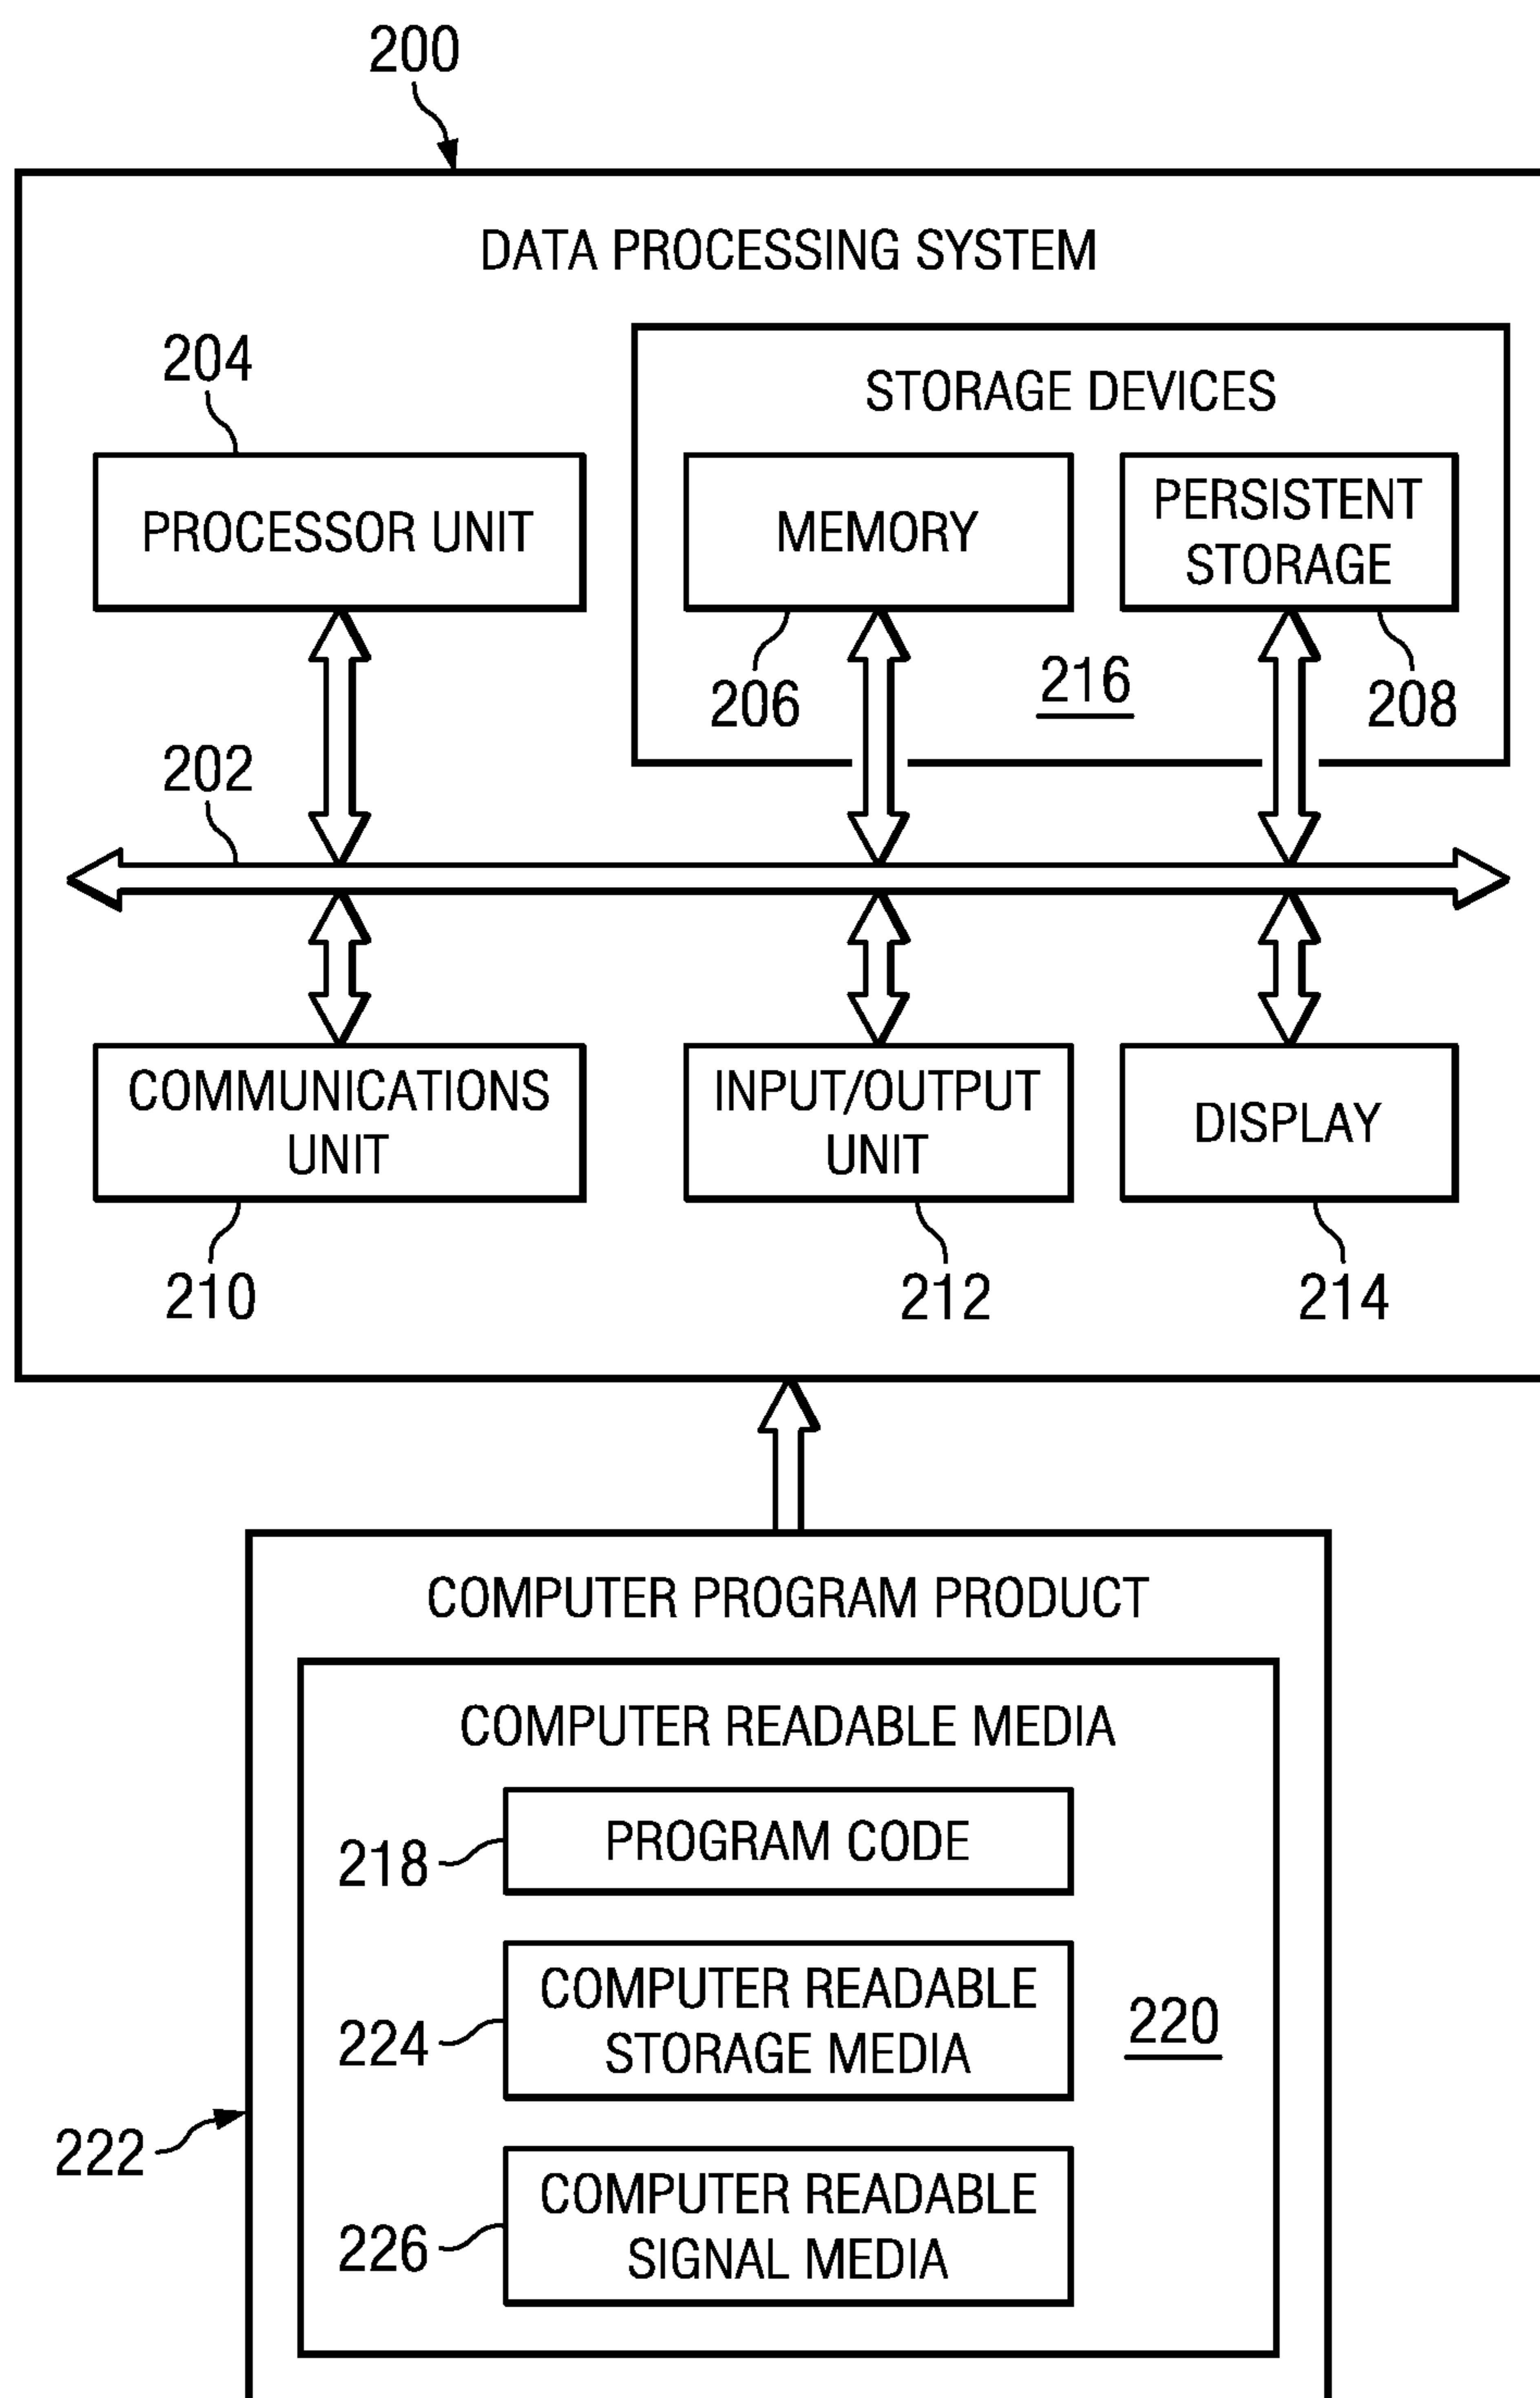 200
DATA PROCESSING SYSTEM
204
STORAGE DEVICES
PROCESSOR UNIT
MEMORY
PERSISTENT
STORAGE
206
216
208
202
COMMUNICATIONS
UNIT
INPUT/OUTPUT
UNIT
DISPLAY
210
212
214
COMPUTER PROGRAM PRODUCT
COMPUTER READABLE MEDIA
218
PROGRAM CODE
224
COMPUTER READABLE
STORAGE MEDIA
220
222
226
COMPUTER READABLE
SIGNAL MEDIA